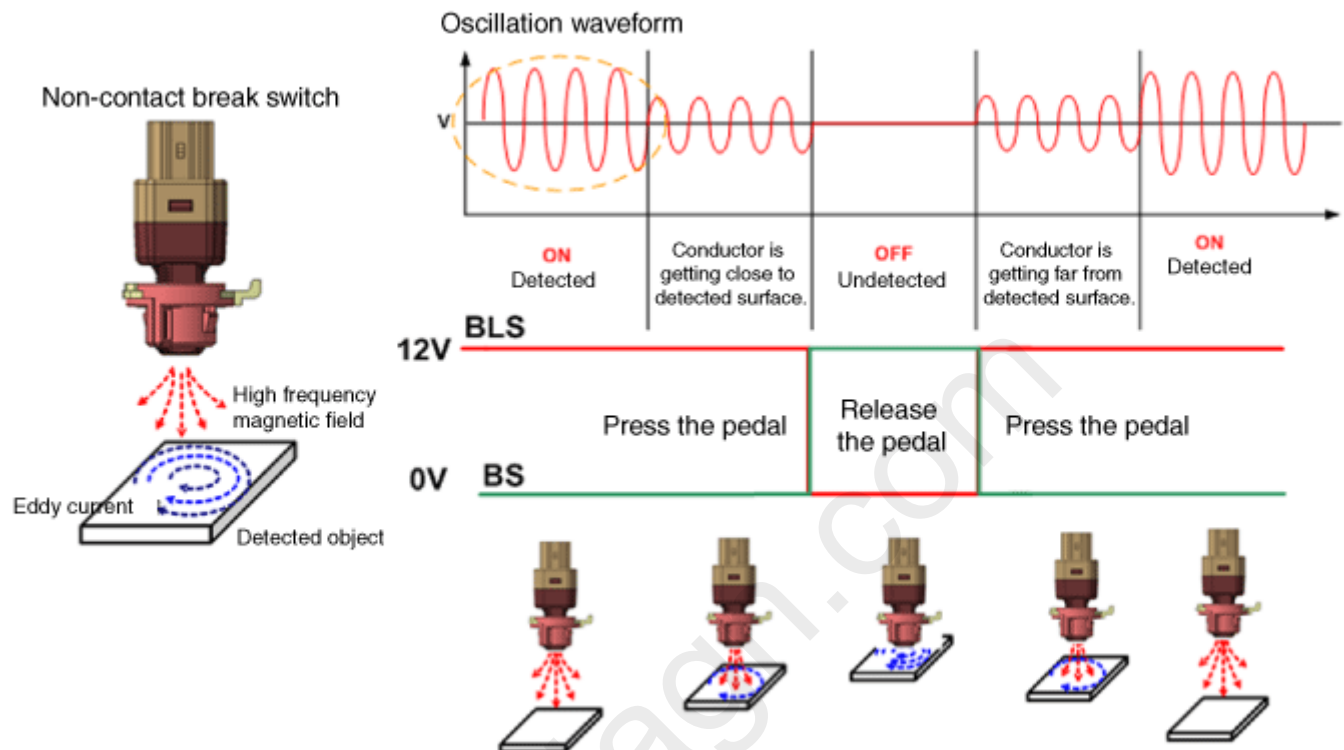 Oscillation waveform
Non-contact break switch
V
ON
Detected
Conductor is
getting close to
detected surface.
OFF
Undetected
Conductor is
getting far from
detected surface.
ON
Detected
BLS
12V
High frequency
magnetic field
Press the pedal
Release
the pedal
Press the pedal
0V
BS
Eddy current
Detected object
agn.com